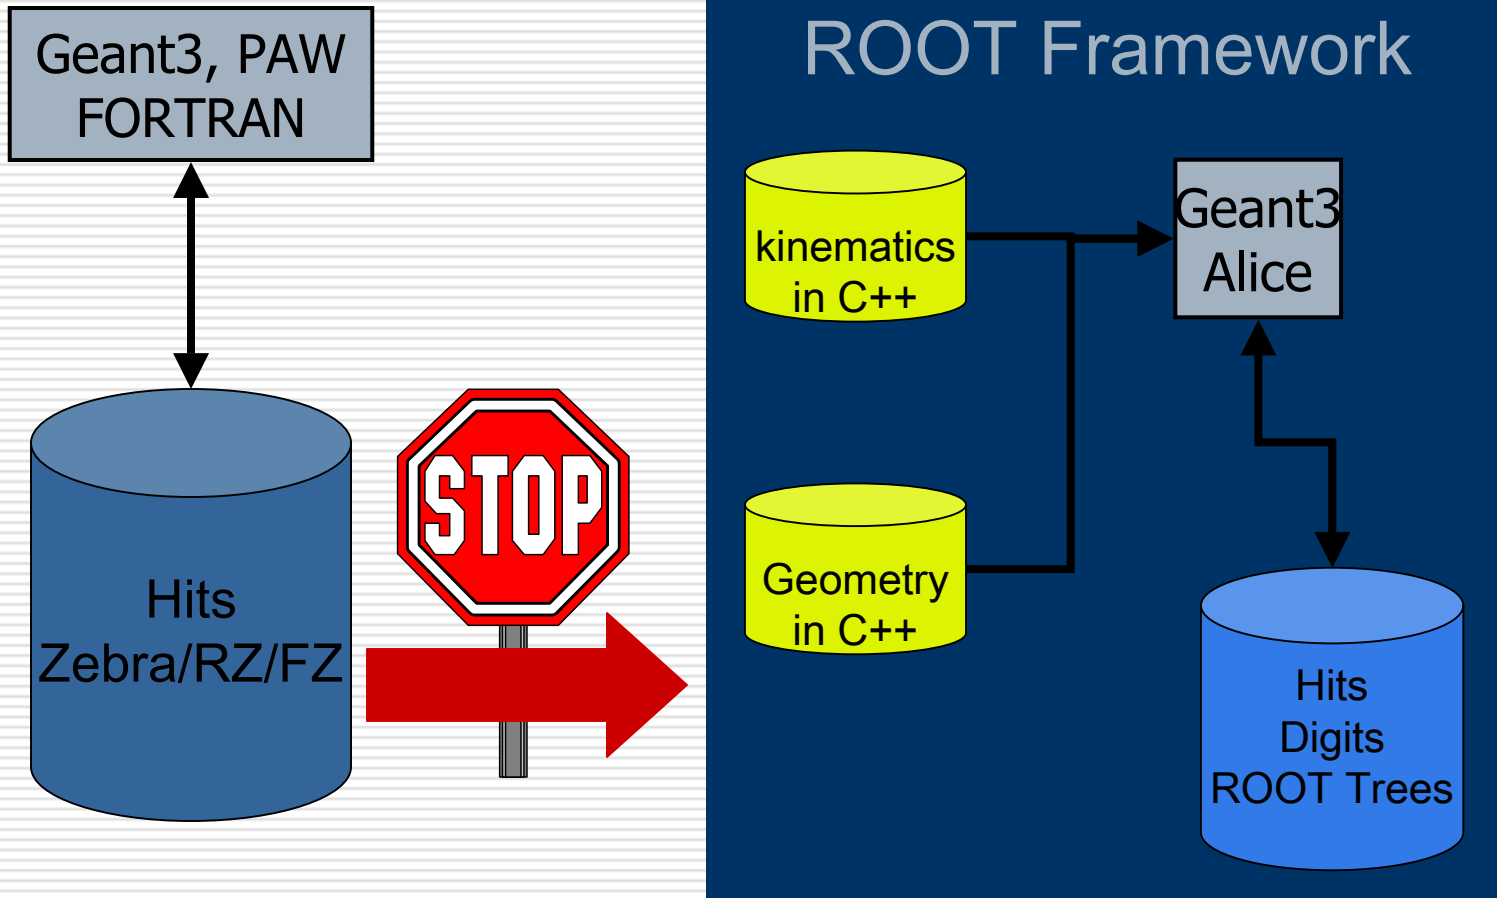 Geant3, PAW
FORTRAN
Hits
Zebra/RZ/FZ
STOP
ROOT Framework
kinematics
in C++
Geant3
Alice
Geometry
in C++
Hits
Digits
ROOT Trees